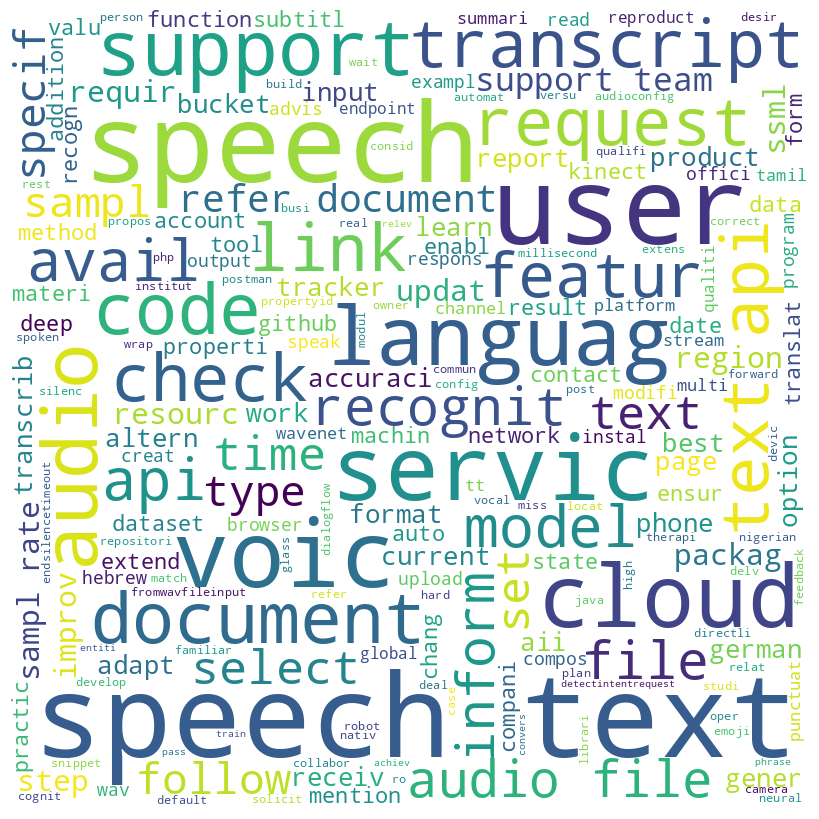 person
function
subtitl
summari
read
reproduct
desir
valu
support
transcript
wait
build
exampl
support team
requir
bucket
input
automat
versu
audioconfig
addition
specif
recogn
advis
endpoint
speech
request
form
ssml
consid
report
kinect
qualifi
product
offici
tamil
rest
sampl
refer
document
user
data
method
busi
propos
account
real
relev
learn
correct
link
avail
tool
enabl
output
respons
millisecond
extens
program
php
postman
featur
qualiti
text api
materi
institut
tracker
updat
platform
propertyid
owner
channel
result
date
deep
code
github
languag
stream
translat
spoken
modul
properti
speak
region
wrap
commun
contact
forward
silenc
check
accuraci
config
post
modifi
multi
audio
transcrib
resourc
work
recognit
text
devic
altern
wavenet
machin
network
instal
best
creat
time
servic
page
option
endsilencetimeout
tt
api
type
vocal
miss
locat
ensur
dataset
browser
dialogflow
format
model
phone
therapi
nigerian
repositori
glass
auto
sampl rate
extend
voic
current
state
packag
hebrew
match
upload
set
high
delv
feedback
fromwavfileinput
refer
hard
cloud
java
improv
document
chang
inform
directli
entiti
familiar
global
aii
file
german
adapt
select
compos
relat
practic
develop
deal
case
compani
plan
detectintentrequest
studi
punctuat
speech
text
robot
nativ
train
convers
oper
emoji
librari
snippet
pass
collabor
achiev
phrase
step
follow
receiv
ro
audio file
gener
camera
cognit
wav
default
solicit
mention
neural